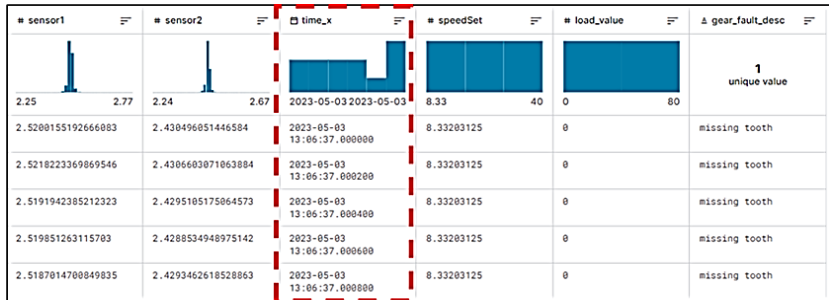 # sensor1 # sensor2 time_x # speedSet # load_value gear_fault_desc
1
unique value
2.25 2.77 2.24 2.67 2023-05-03 2023-05-03 8.33 40 0 80
2.5200155192666083 2.430496051446584 2023-05-03 8.33203125 0 missing tooth
13:06:37.000000
2.5218223369869546 2.4306603071063884 2023-05-03 8.33203125 0 missing tooth
13:06:37.000200
2.5191942385212323 2.4295105175064573 2023-05-03 8.33203125 0 missing tooth
13:06:37.000400
2.519851263115703 2.4288534948975142 2023-05-03 8.33203125 0 missing tooth
13:06:37.000600
2.5187014700849835 2.4293462618528863 2023-05-03 8.33203125 0 missing tooth
13:06:37.000800